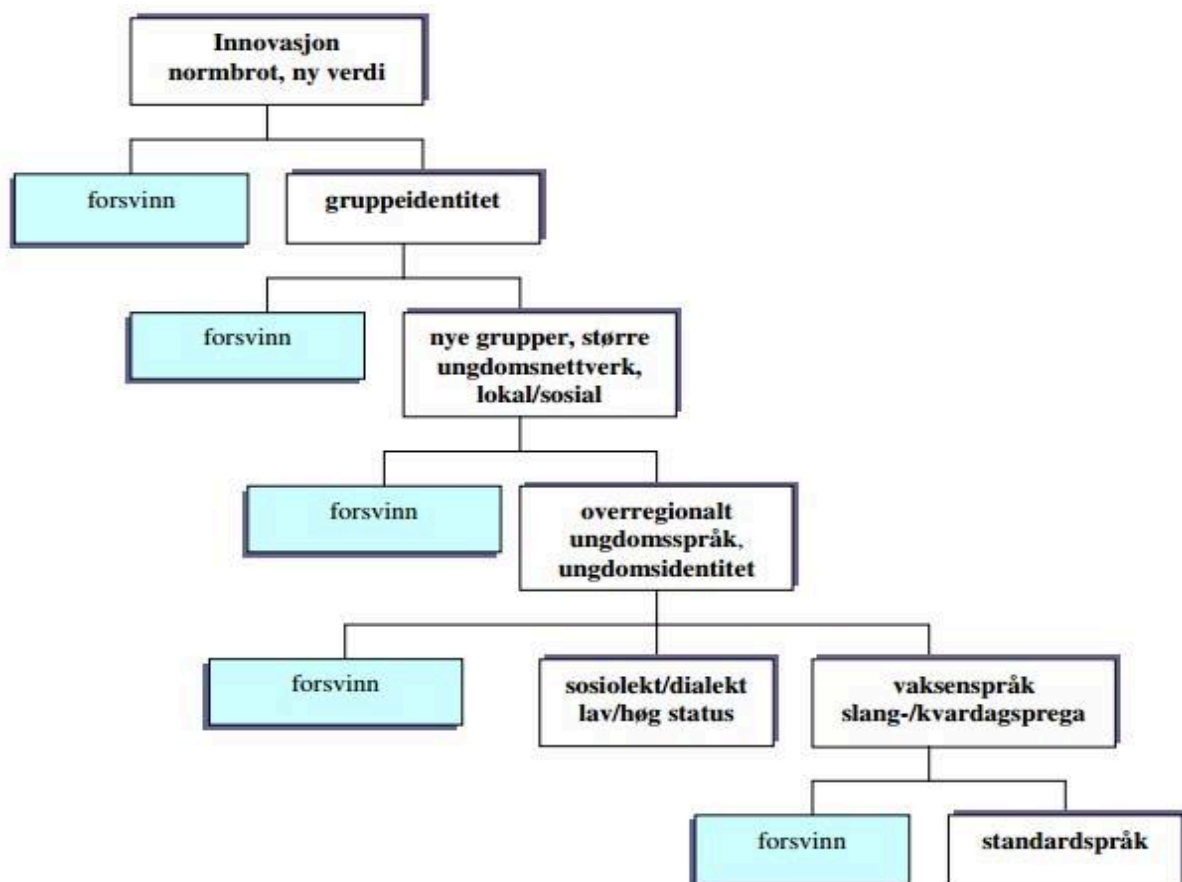 Innovasjon
normbrot, ny verdi
forsvinn
gruppeidentitet
forsvinn
nye grupper, større
ungdomsnettverk,
lokal/sosial
forsvinn
overregionalt
ungdomsspråk,
ungdomsidentitet
forsvinn
sosiolekt/dialekt
lav/høg status
vaksenspråk
slang-/kvardagsprega
forsvinn
standardspråk